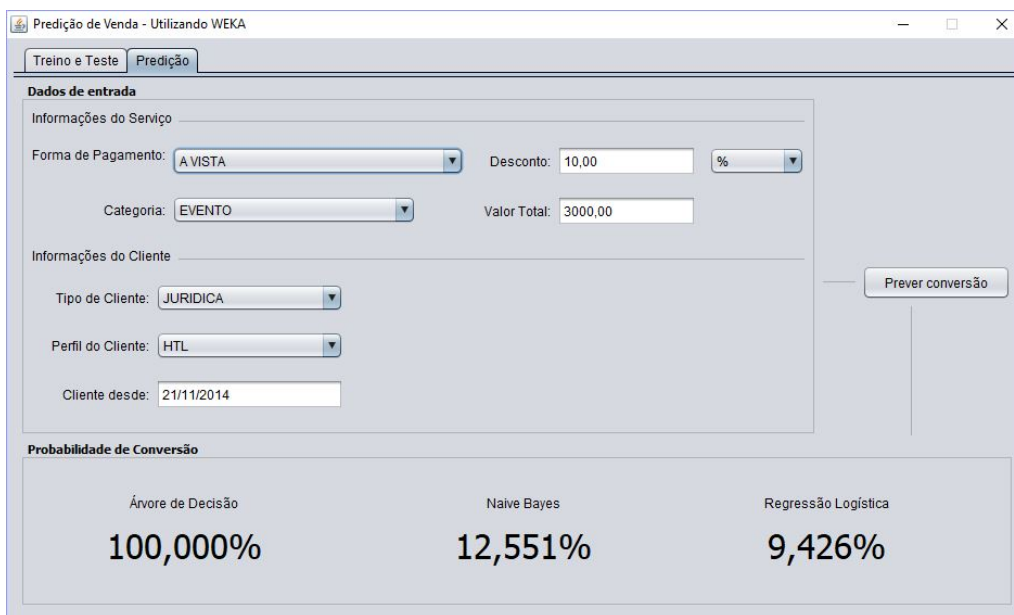 Predição de Venda - Utilizando WEKA
Treino e Teste Predição
Dados de entrada
Informações do Serviço
Forma de Pagamento: A VISTA Desconto: 10,00 %
Categoria: EVENTO Valor Total: 3000,00
Informações do Cliente
Tipo de Cliente: JURIDICA
Prever conversão
Perfil do Cliente: HTL
Cliente desde: 21/11/2014
Probabilidade de Conversão
Árvore de Decisão Naive Bayes Regressão Logística
100,000% 12,551% 9,426%